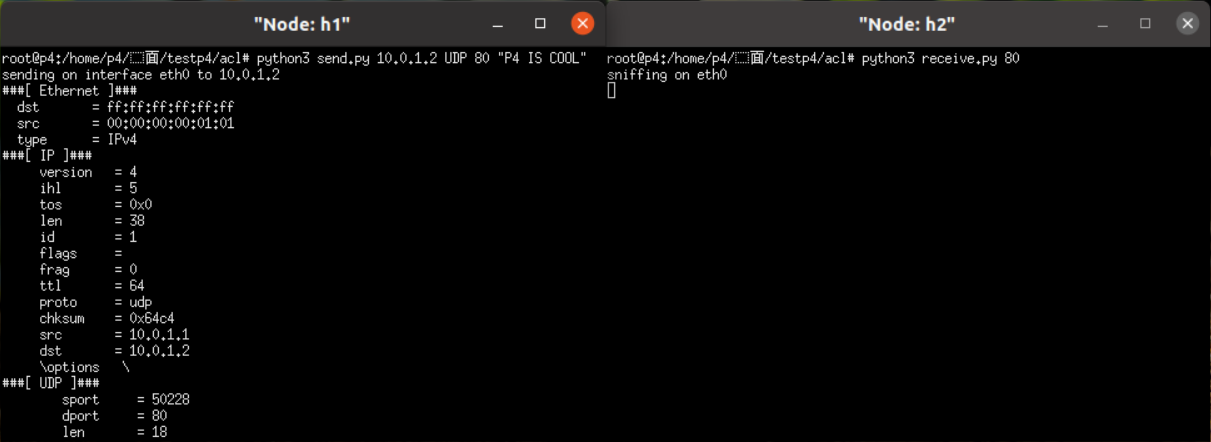 "Node: h1"
root@p4:/home/p4/面/testp4/acl# python3 send.py 10.0.1.2 UDP 80 "P4 IS COOL"
sending on interface eth0 to 10.0.1.2
###[ Ethernet ]###
dst = ff:ff:ff:ff:ff:ff
src = 00:00:00:00:01:01
type = IPv4
###[ IP ]###
version = 4
ihl = 5
tos = 0x0
len = 38
id = 1
flags =
frag = 0
ttl = 64
proto = udp
chksum = 0x64c4
src = 10.0.1.1
dst = 10.0.1.2
\options \
###[ UDP ]###
sport = 50228
dport = 80
len = 18
"Node: h2"
root@p4:/home/p4/面/testp4/acl# python3 receive.py 80
sniffing on eth0